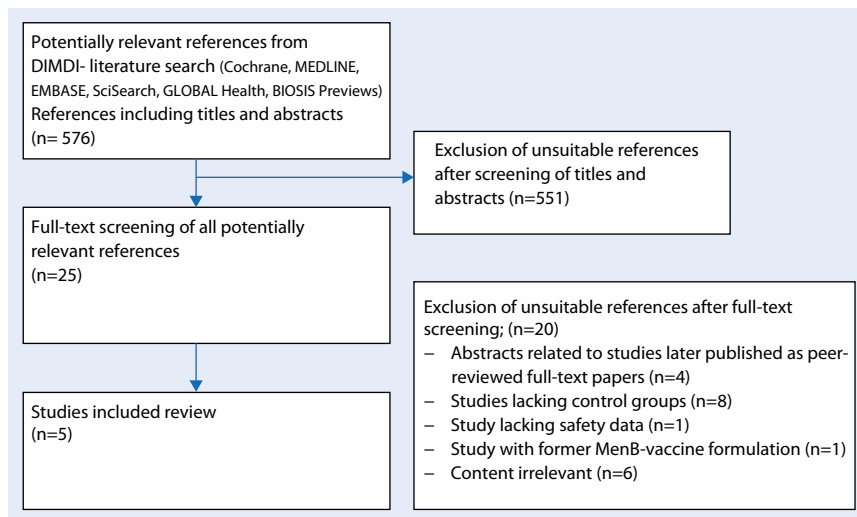 Potentially relevant references from
DIMDI- literature search (Cochrane, MEDLINE,
EMBASE, SciSearch, GLOBAL Health, BIOSIS Previews)
References including titles and abstracts
(n= 576)
Exclusion of unsuitable references
after screening of titles and
abstracts (n=551)
Full-text screening of all potentially
relevant references
(n=25)
Exclusion of unsuitable references after full-text
screening; (n=20)
– Abstracts related to studies later published as peer-
reviewed full-text papers (n=4)
– Studies lacking control groups (n=8)
– Study lacking safety data (n=1)
– Study with former MenB-vaccine formulation (n=1)
– Content irrelevant (n=6)
Studies included review
(n=5)